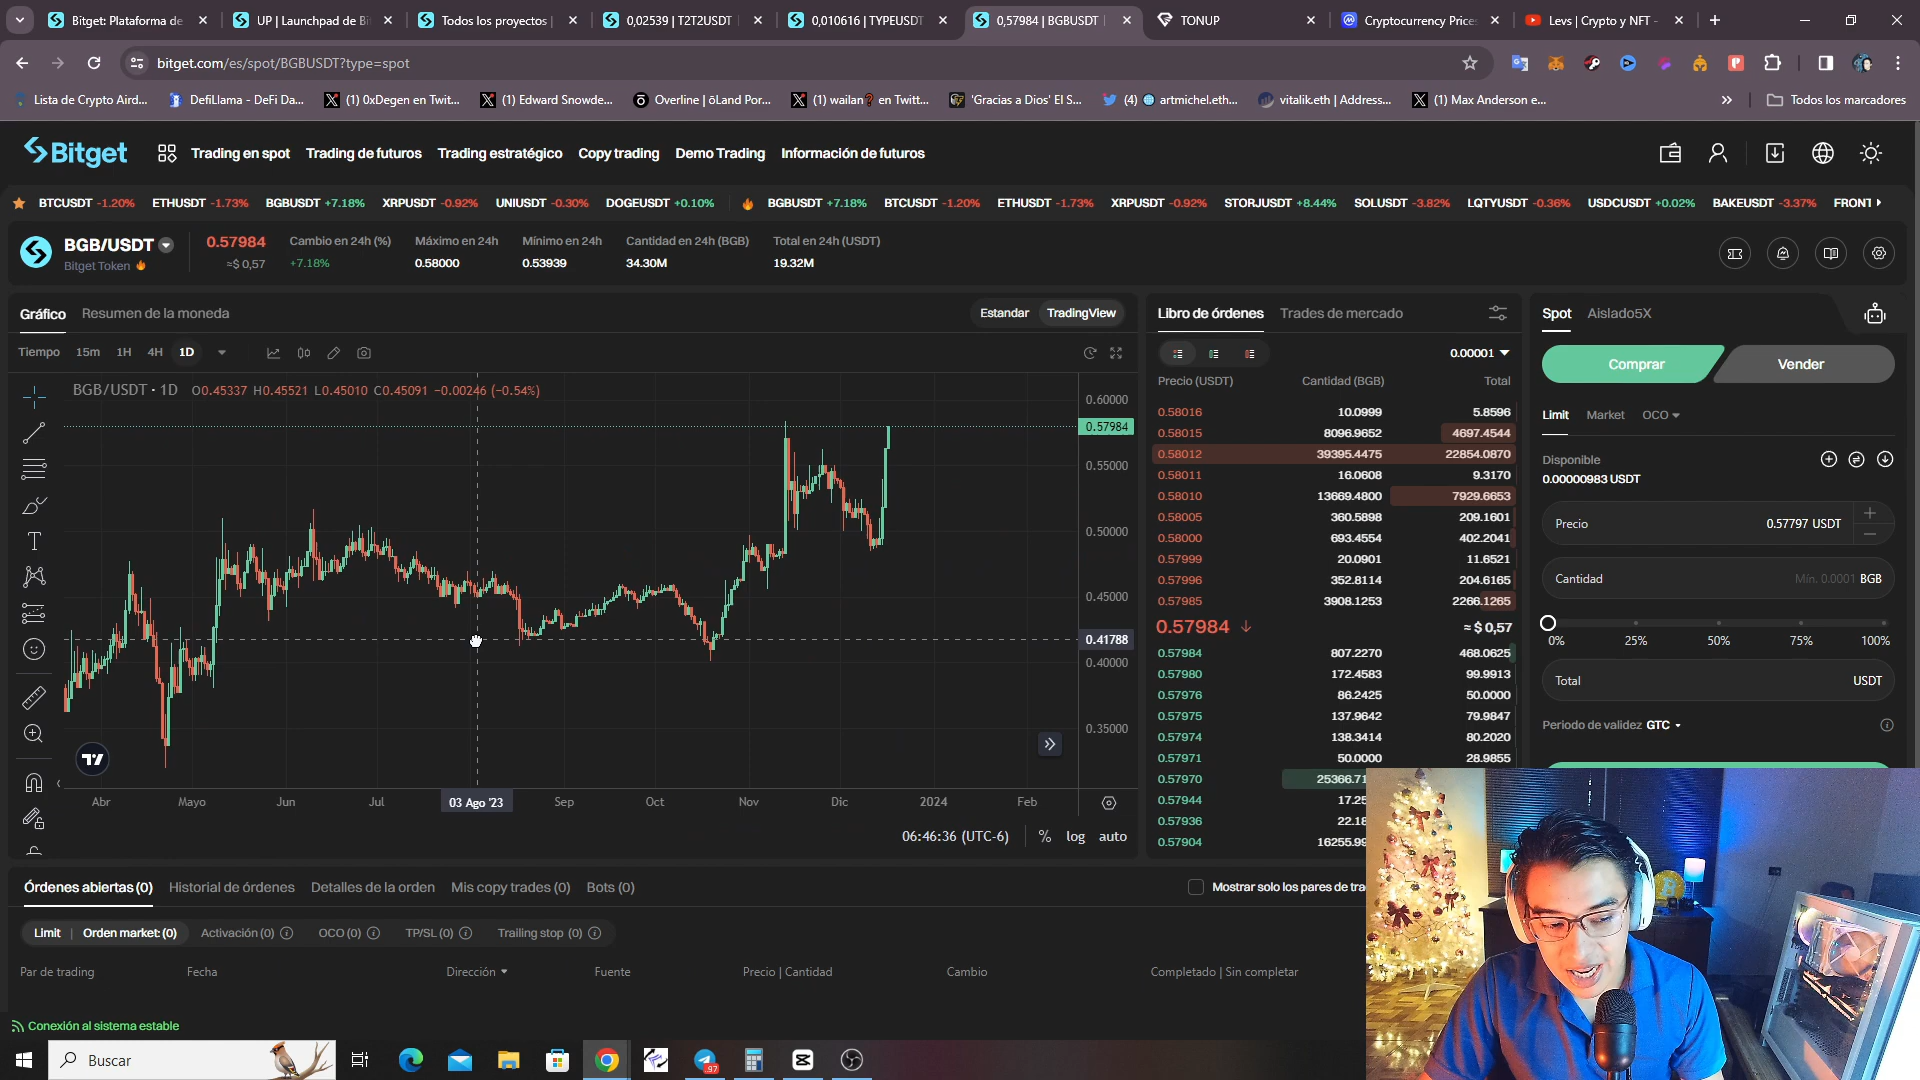 Bitget: Plataforma de
UP | Launchpad de Bi
Todos los proyectos |
0,02539 | T2T2USDT
0,010616 | TYPEUSDT
0,57984 | BGBUSDT |
TONUP
Cryptocurrency Prices
Levs | Crypto y NFT -
bitget.com/es/spot/BGBUSDT?type=spot
Lista de Crypto Aird...
DefiLlama - DeFi Da...
(1) 0xDegen en Twit...
(1) Edward Snowde...
Overline | ōLand Por...
(1) wailan❓ en Twitt...
'Gracias a Dios' El S...
(4) 🌐 artmichel.eth...
vitalik.eth | Address...
(1) Max Anderson e...
Todos los marcadores
Bitget
Trading en spot
Trading de futuros
Trading estratégico
Copy trading
Demo Trading
Información de futuros
BTCUSDT -1.20%
ETHUSDT -1.73%
BGBUSDT +7.18%
XRPUSDT -0.92%
UNIUSDT -0.30%
DOGEUSDT +0.10%
BGBUSDT +7.18%
BTCUSDT -1.20%
ETHUSDT -1.73%
XRPUSDT -0.92%
STORJUSDT +8.44%
SOLUSDT -3.82%
LQTYUSDT -0.36%
USDCUSDT +0.02%
BAKEUSDT -3.37%
FRONT
BGB/USDT
Bitget Token
0.57984
≈$ 0,57
Cambio en 24h (%)
+7.18%
Máximo en 24h
0.58000
Mínimo en 24h
0.53939
Cantidad en 24h (BGB)
34.30M
Total en 24h (USDT)
19.32M
Gráfico
Resumen de la moneda
Estandar
TradingView
Tiempo 15m 1H 4H 1D
BGB/USDT · 1D O0.45337 H0.45521 L0.45010 C0.45091 −0.00246 (−0.54%)
0.60000
0.57984
0.55000
0.50000
0.45000
0.41788
0.40000
0.35000
Abr Mayo Jun Jul 03 Ago '23 Sep Oct Nov Dic 2024 Feb
06:46:36 (UTC-6) % log auto
Libro de órdenes
Trades de mercado
0.00001
Precio (USDT) Cantidad (BGB) Total
0.58016 10.0999 5.8596
0.58015 8096.9652 4697.4544
0.58012 39395.4475 22854.0870
0.58011 16.0608 9.3170
0.58010 13669.4800 7929.6653
0.58005 360.5898 209.1601
0.58000 693.4554 402.2041
0.57999 20.0901 11.6521
0.57996 352.8114 204.6165
0.57985 3908.1253 2266.1265
0.57984 ↓ ≈ $ 0,57
0.57984 807.2270 468.0625
0.57980 172.4583 99.9913
0.57976 86.2425 50.0000
0.57975 137.9642 79.9847
0.57974 138.3414 80.2020
0.57971 50.0000 28.9855
0.57970 25366.71
0.57944 17.25
0.57936 22.18
0.57904 16255.99
Spot
Aislado5X
Comprar
Vender
Limit Market OCO
Disponible
0.00000983 USDT
Precio 0.57797 USDT
Cantidad Mín. 0.0001 BGB
0% 25% 50% 75% 100%
Total USDT
Periodo de validez GTC
Órdenes abiertas (0)
Historial de órdenes
Detalles de la orden
Mis copy trades (0)
Bots (0)
Mostrar solo los pares de tra
Limit | Orden market: (0)
Activación (0)
OCO (0)
TP/SL (0)
Trailing stop (0)
Par de trading
Fecha
Dirección
Fuente
Precio | Cantidad
Cambio
Completado | Sin completar
Conexión al sistema estable
Buscar
97